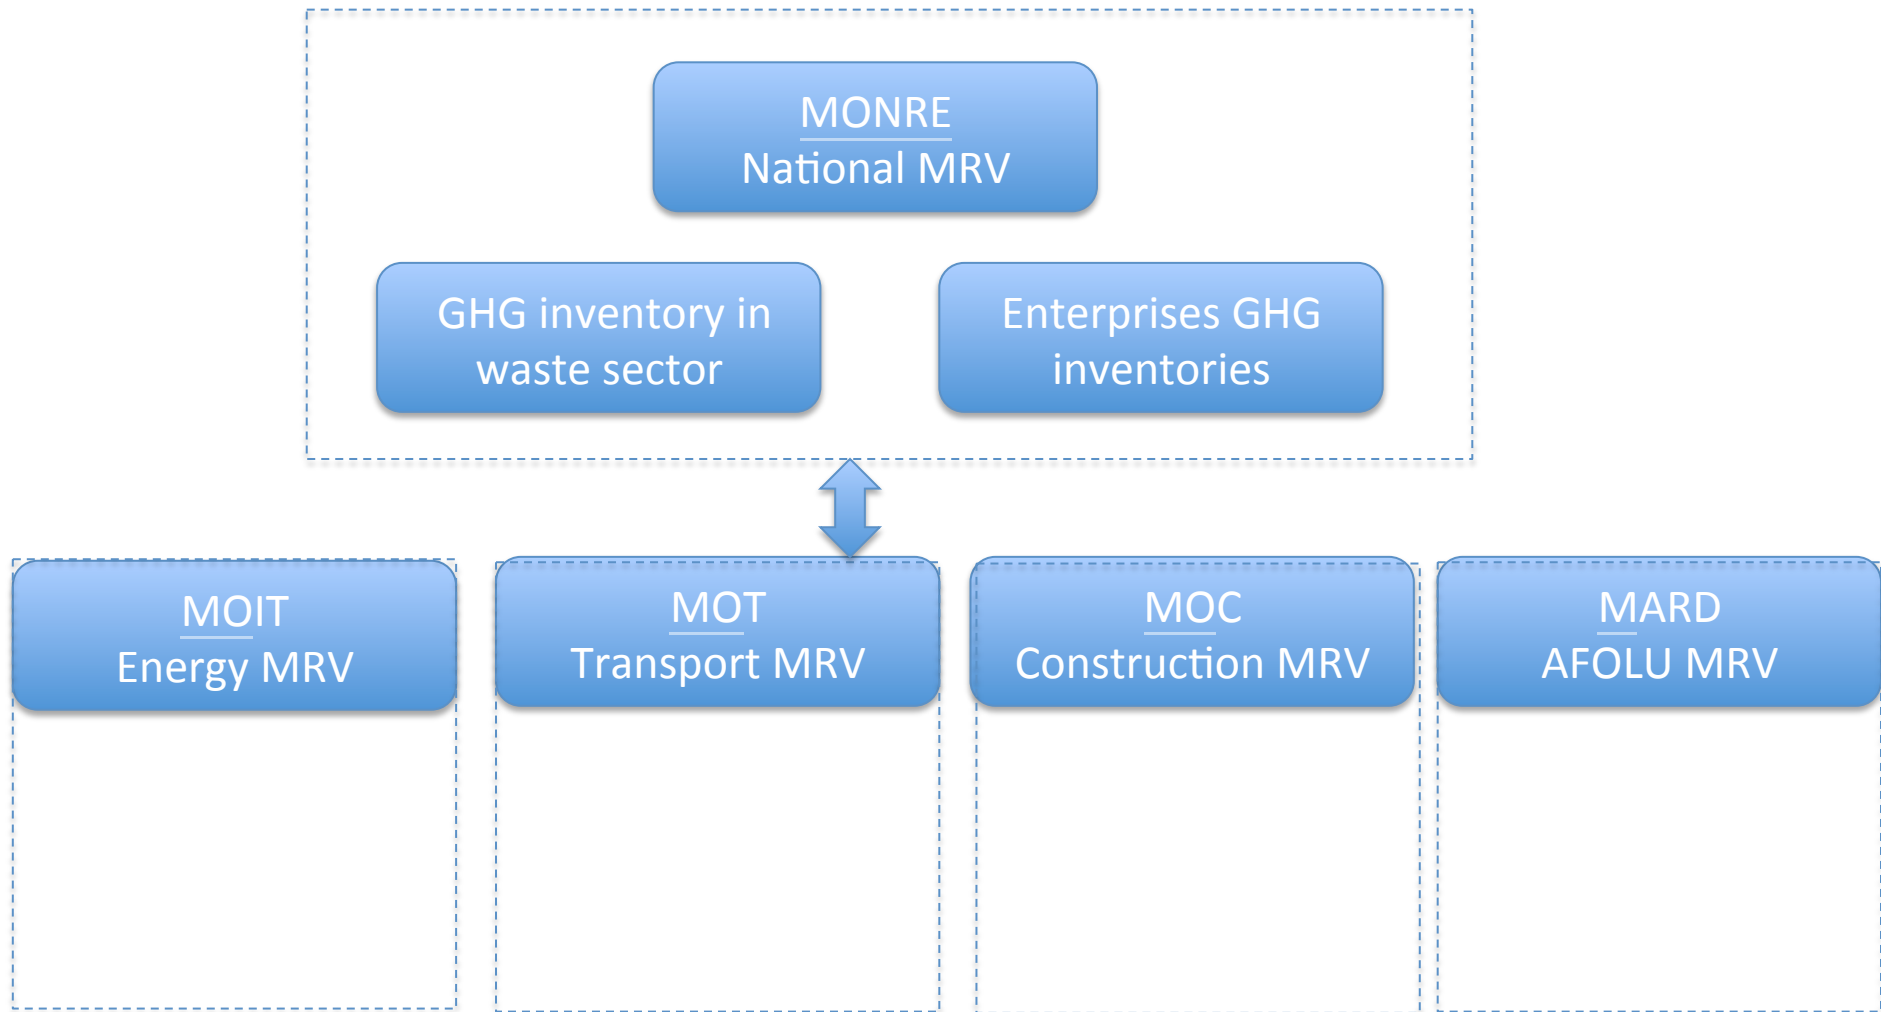 MONRE
National MRV
GHG inventory in
waste sector
Enterprises GHG
inventories
MOIT
Energy MRV
MOT
Transport MRV
MOC
Construction MRV
MARD
AFOLU MRV